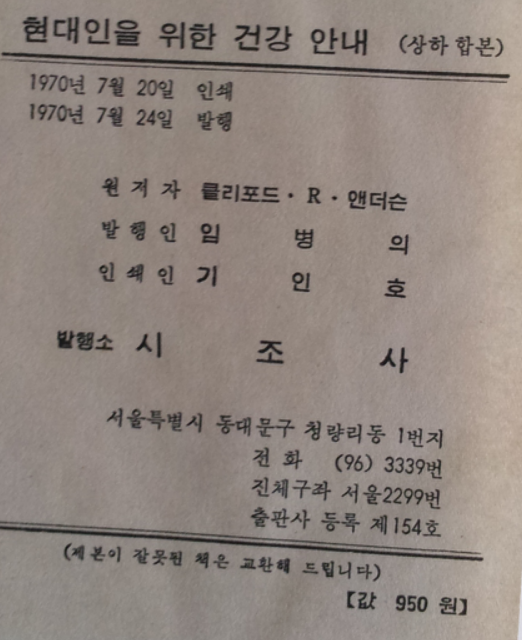 현대인을 위한 건강 안내 (상하 합본)
1970년 7월 20일 인쇄
1970년 7월 24일 발행
원 저 자 클리포드·R·앤더슨
발 행 인 임 병 의
인 쇄 인 기 인 호
발행소 시 조 사
서울특별시 동대문구 청량리동 1번지
전 화 (96) 3339번
진체구좌 서울2299번
출판사 등록 제154호
(제본이 잘못된 책은 교환해 드립니다)
【값 950 원】